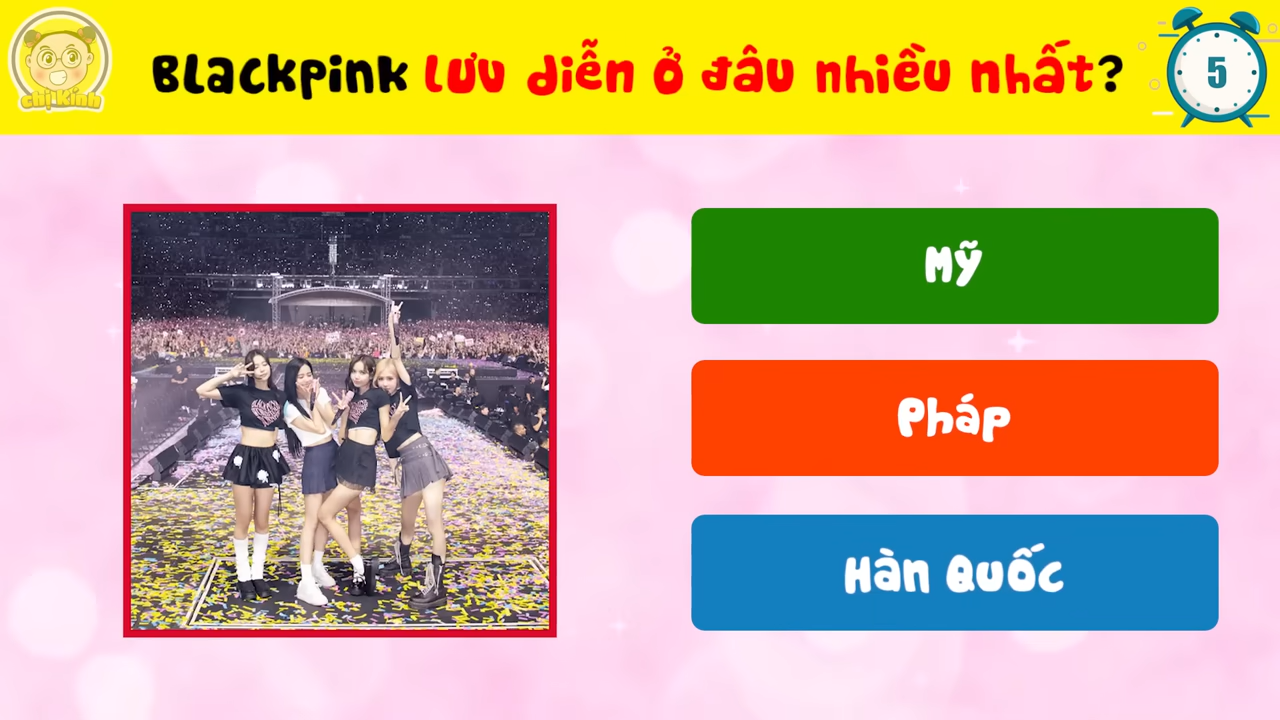 Blackpink lưu diễn ở đâu nhiều nhất?
5
chị Kính
Mỹ
Pháp
Hàn Quốc